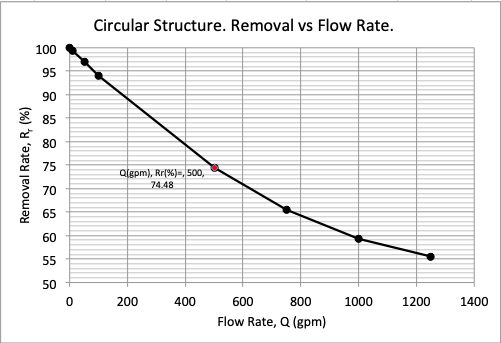 Circular Structure. Removal vs Flow Rate.
100
95
90
85
80
75
70
65
60
55
50
Removal Rate, Rr (%)
Q(gpm), Rr(%)=, 500,
74.48
0 200 400 600 800 1000 1200 1400
Flow Rate, Q (gpm)